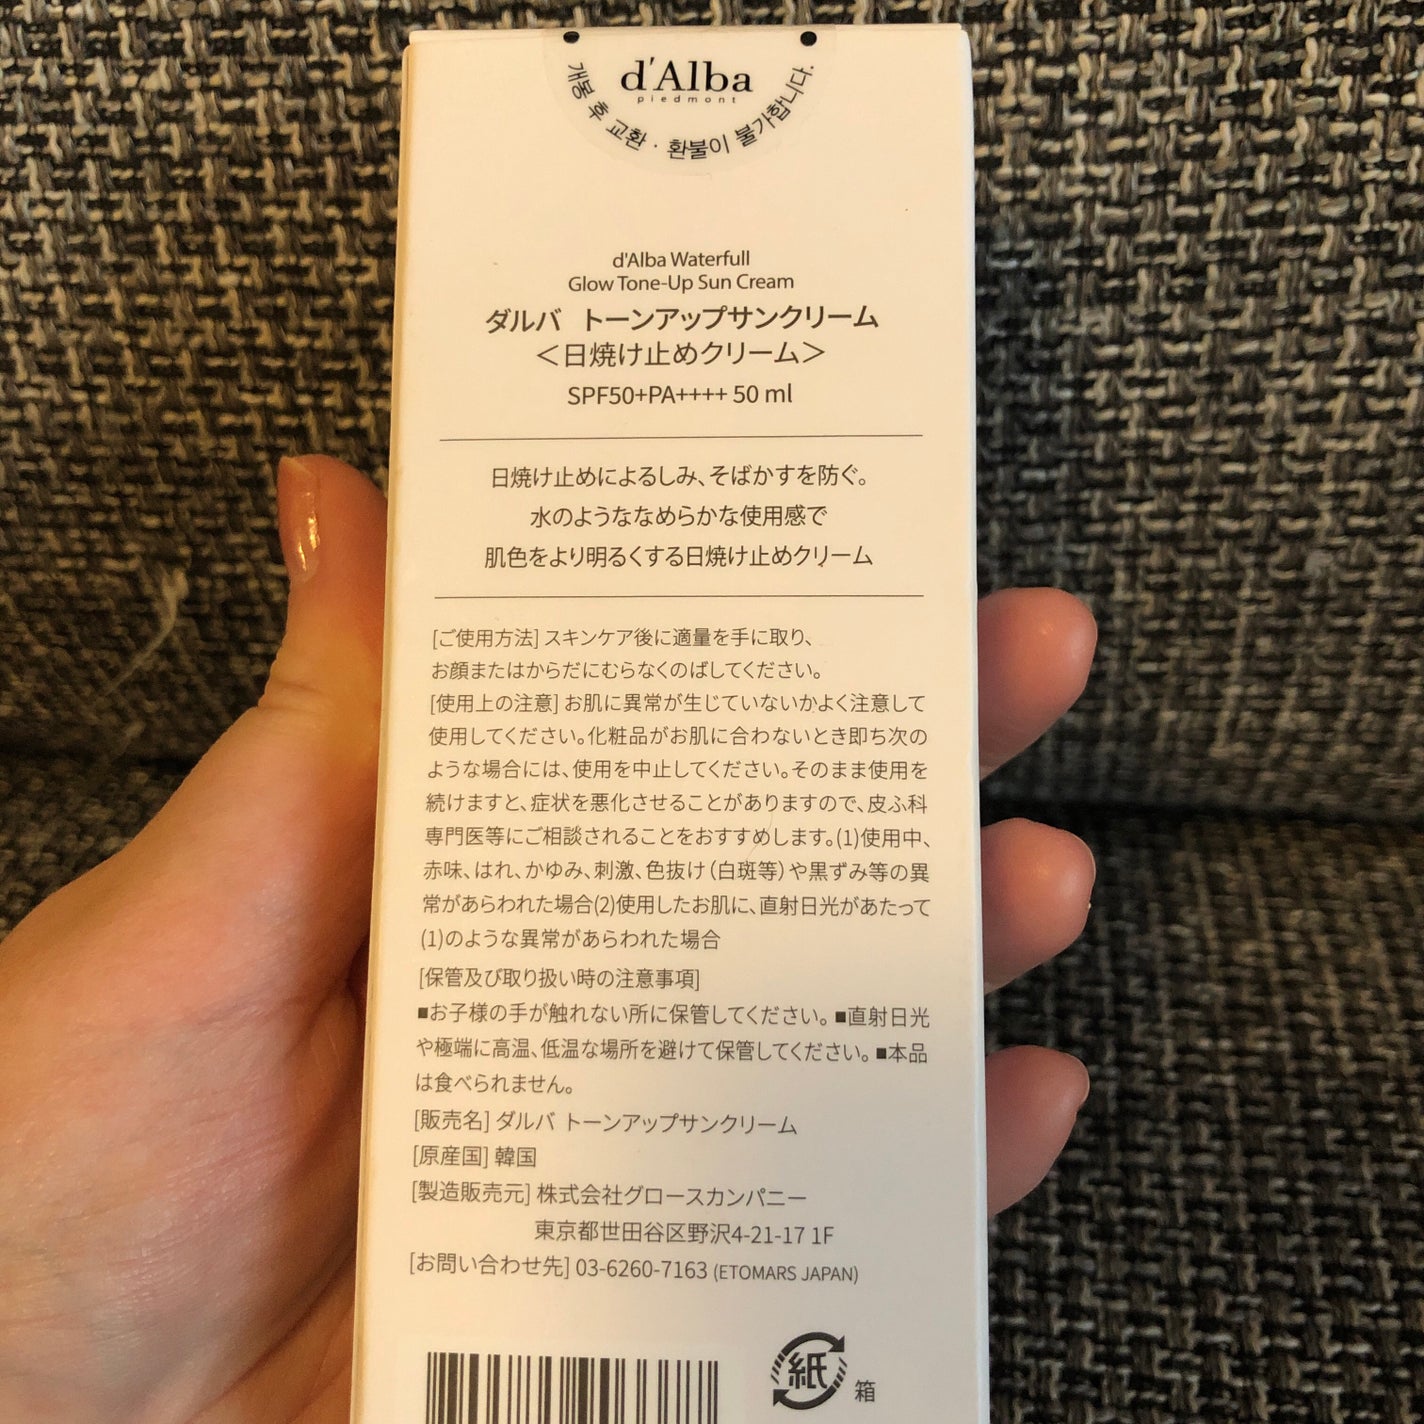 d'Alba
piedmont
개봉 후 교환 · 환불이 불가합니다.
d'Alba Waterfull
Glow Tone-Up Sun Cream
ダルバ トーンアップサンクリーム
＜日焼け止めクリーム＞
SPF50+PA++++ 50 ml
日焼け止めによるしみ、そばかすを防ぐ。
水のようななめらかな使用感で
肌色をより明るくする日焼け止めクリーム
[ご使用方法] スキンケア後に適量を手に取り、
お顔またはからだにむらなくのばしてください。
[使用上の注意] お肌に異常が生じていないかよく注意して
使用してください。化粧品がお肌に合わないとき即ち次の
ような場合には、使用を中止してください。そのまま使用を
続けますと、症状を悪化させることがありますので、皮ふ科
専門医等にご相談されることをおすすめします。(1)使用中、
赤味、はれ、かゆみ、刺激、色抜け（白斑等）や黒ずみ等の異
常があらわれた場合(2)使用したお肌に、直射日光があたって
(1)のような異常があらわれた場合
[保管及び取り扱い時の注意事項]
■お子様の手が触れない所に保管してください。■直射日光
や極端に高温、低温な場所を避けて保管してください。■本品
は食べられません。
[販売名] ダルバ トーンアップサンクリーム
[原産国] 韓国
[製造販売元] 株式会社グロースカンパニー
東京都世田谷区野沢4-21-17 1F
[お問い合わせ先] 03-6260-7163 (ETOMARS JAPAN)
紙
箱